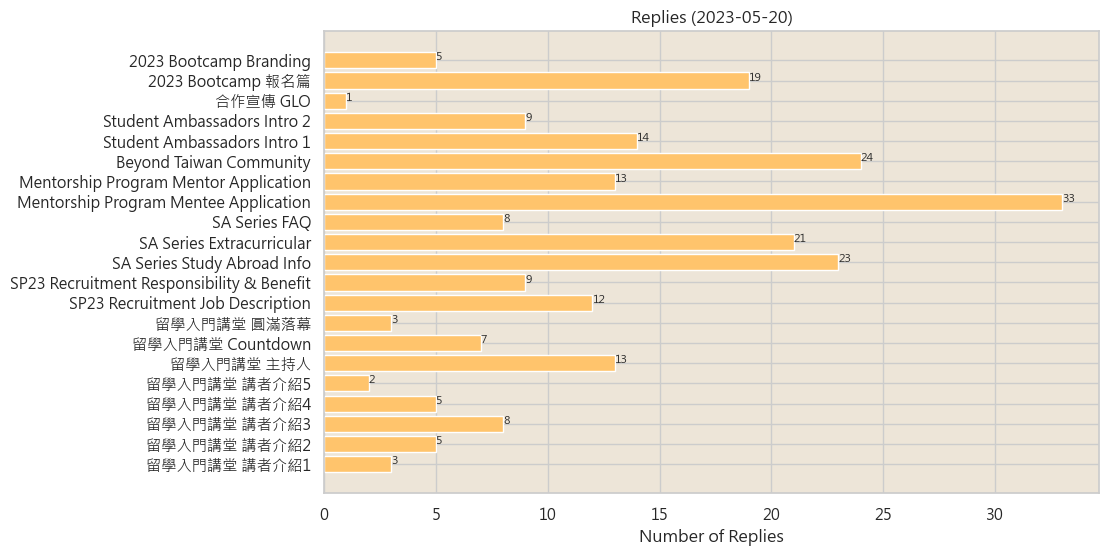 Replies (2023-05-20)
2023 Bootcamp Branding
5
2023 Bootcamp 報名篇
19
合作宣傳 GLO
1
Student Ambassadors Intro 2
9
Student Ambassadors Intro 1
14
Beyond Taiwan Community
24
Mentorship Program Mentor Application
13
Mentorship Program Mentee Application
33
SA Series FAQ
8
SA Series Extracurricular
21
SA Series Study Abroad Info
23
SP23 Recruitment Responsibility & Benefit
9
SP23 Recruitment Job Description
12
留學入門講堂 圓滿落幕
3
留學入門講堂 Countdown
7
留學入門講堂 主持人
13
留學入門講堂 講者介紹5
2
留學入門講堂 講者介紹4
5
留學入門講堂 講者介紹3
8
留學入門講堂 講者介紹2
5
留學入門講堂 講者介紹1
3
0 5 10 15 20 25 30
Number of Replies